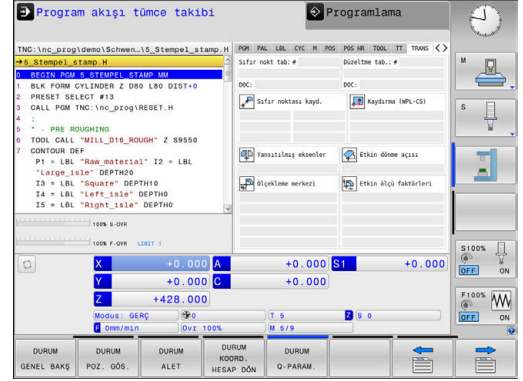 Program akışı tümce takibi
Programlama
TNC:\nc_prog\demo\Schwen…\5_Stempel_stamp.H
→5_Stempel_stamp.H
0 BEGIN PGM 5_STEMPEL_STAMP MM
1 BLK FORM CYLINDER Z D80 L80 DIST+0
2 PRESET SELECT #13
3 CALL PGM TNC:\nc_prog\RESET.H
4 ;
5 * - PRE ROUGHING
6 TOOL CALL "MILL_D16_ROUGH" Z S9550
7 CONTOUR DEF
P1 = LBL "Raw_material" I2 = LBL
"Large_isle" DEPTH20
I3 = LBL "Square" DEPTH10
I4 = LBL "Left_isle" DEPTH0
I5 = LBL "Right_isle" DEPTH0
100% S-OVR
100% F-OVR LIMIT 1
PGM PAL LBL CYC M POS POS HR TOOL TT TRANS
Sıfır nokt tab: #
Düzeltme tab.: #
DOC:
DOC:
Sıfır noktası kayd.
Kaydırma (WPL-CS)
Yansıtılmış eksenler
Etkin dönme açısı
Ölçekleme merkezi
Etkin ölçü faktörleri
X +0.000 A +0.000 S1 +0.000
Y +0.000 C +0.000
Z +428.000
Modus: GERÇ 0 T 5 Z S 0
F 0mm/min Ovr 100% M 5/9
M
S
S100%
OFF ON
F100%
OFF ON
DURUM GENEL BAKŞ
DURUM POZ. GÖS.
DURUM ALET
DURUM KOORD. HESAP DÖN
DURUM Q-PARAM.